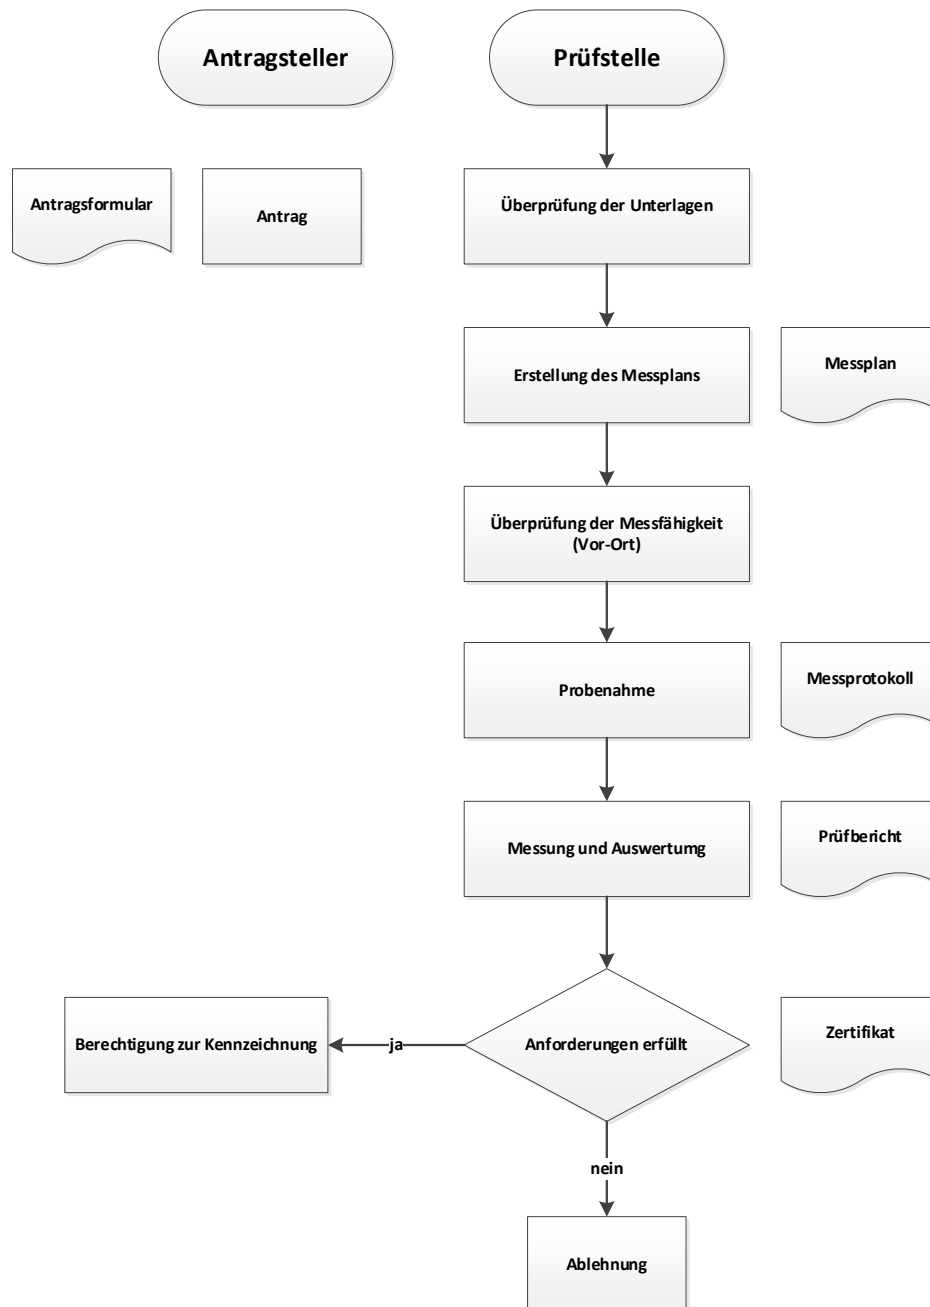 Antragsteller
Prüfstelle
Antragsformular
Antrag
Überprüfung der Unterlagen
Erstellung des Messplans
Messplan
Überprüfung der Messfähigkeit
(Vor-Ort)
Probenahme
Messprotokoll
Messung und Auswertumg
Prüfbericht
Berechtigung zur Kennzeichnung
ja
Anforderungen erfüllt
Zertifikat
nein
Ablehnung